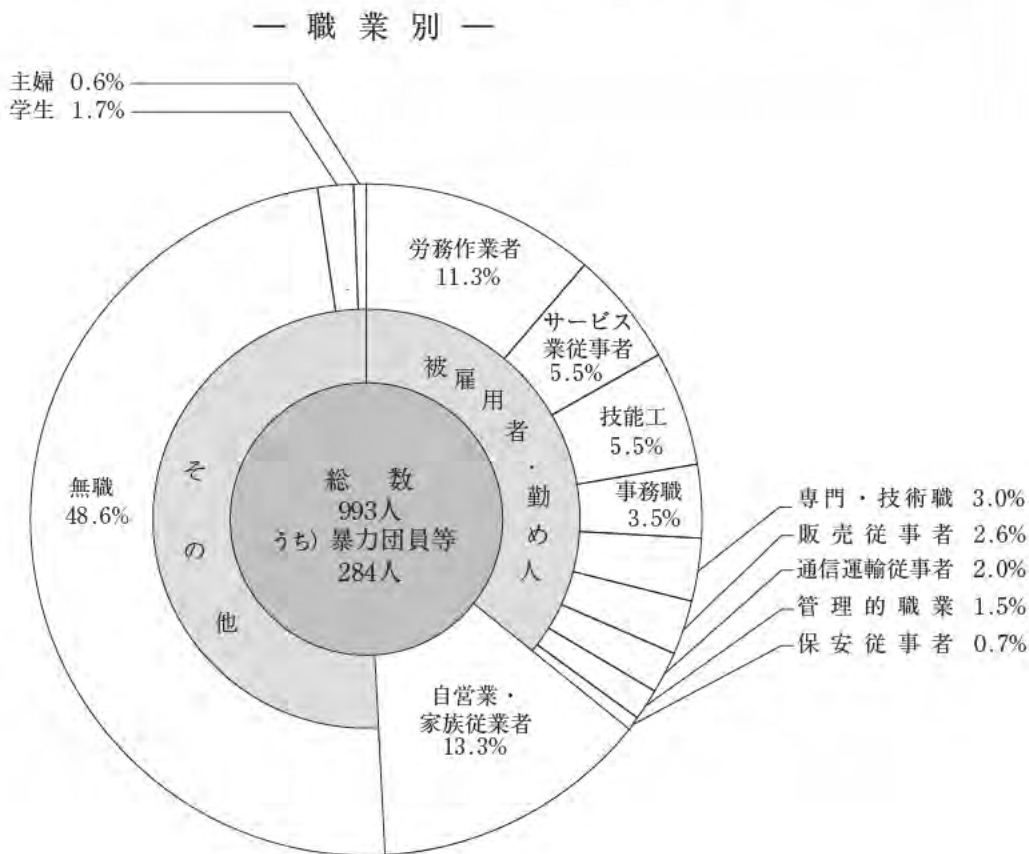 ― 職業別 ―
主婦 0.6%
学生 1.7%
労務作業者
11.3%
サービス
業従事者
5.5%
技能工
5.5%
事務職
3.5%
専門・技術職 3.0%
販売従事者 2.6%
通信運輸従事者 2.0%
管理的職業 1.5%
保安従事者 0.7%
自営業・
家族従業者
13.3%
無職
48.6%
被雇用者・勤め人
その他
総数
993人
うち) 暴力団員等
284人